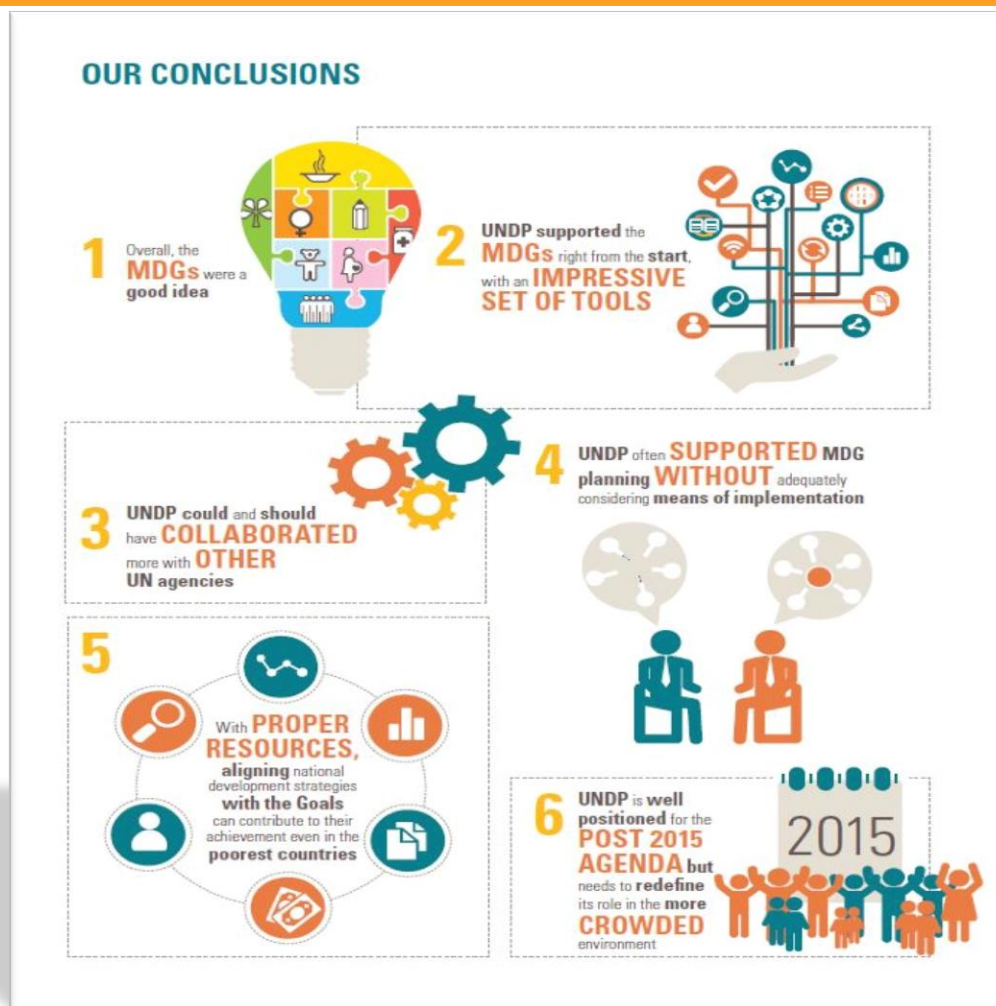 OUR CONCLUSIONS
1
Overall, the
MDGs were a
good idea
2
UNDP supported the
MDGs right from the start,
with an IMPRESSIVE
SET OF TOOLS
3
UNDP could and should
have COLLABORATED
more with OTHER
UN agencies
4
UNDP often SUPPORTED MDG
planning WITHOUT adequately
considering means of implementation
5
With PROPER
RESOURCES,
aligning national
development strategies
with the Goals
can contribute to their
achievement even in the
poorest countries
6
UNDP is well
positioned for the
POST 2015
AGENDA but
needs to redefine
its role in the more
CROWDED
environment
2015